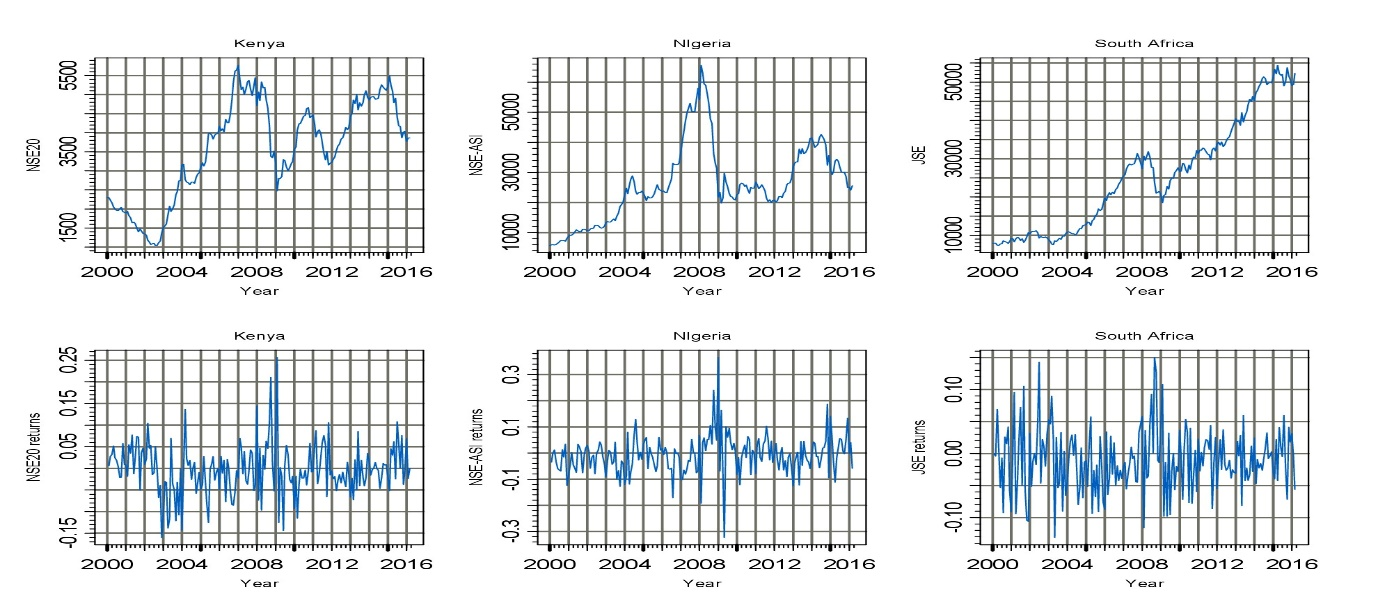 Kenya
NSE20
5500
3500
1500
2000 2004 2008 2012 2016
Year
NIgeria
NSE-ASI
50000
30000
10000
2000 2004 2008 2012 2016
Year
South Africa
JSE
50000
30000
10000
2000 2004 2008 2012 2016
Year
Kenya
NSE20 returns
0.25
0.15
0.05
-0.15
2000 2004 2008 2012 2016
Year
NIgeria
NSE-ASI returns
0.3
0.1
-0.1
-0.3
2000 2004 2008 2012 2016
Year
South Africa
JSE returns
0.10
0.00
-0.10
2000 2004 2008 2012 2016
Year